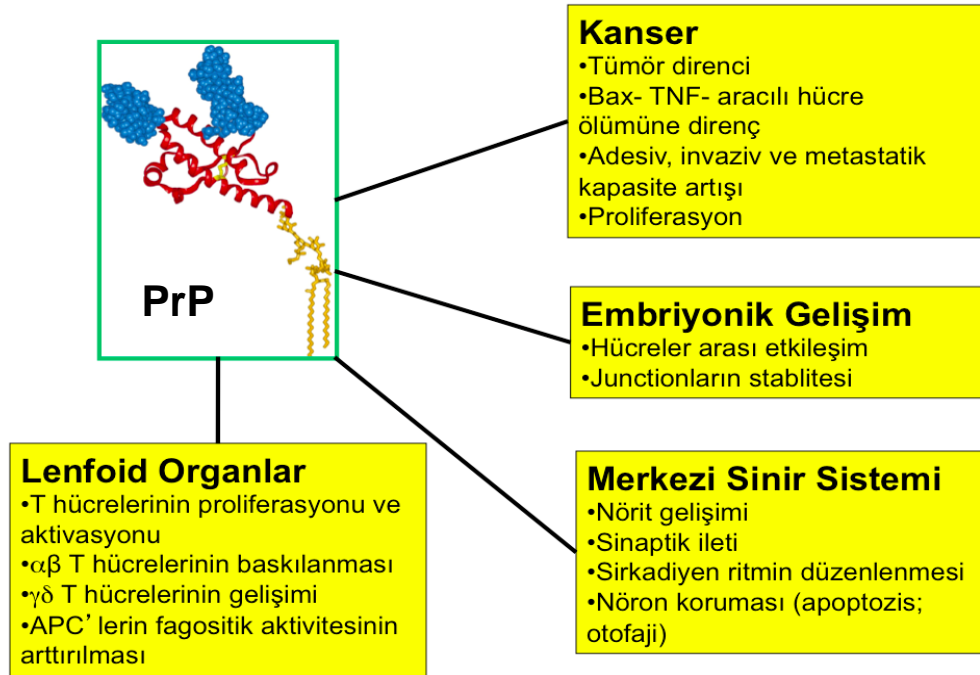 PrP
Kanser
•Tümör direnci
•Bax- TNF- aracılı hücre
ölümüne direnç
•Adesiv, invaziv ve metastatik
kapasite artışı
•Proliferasyon
Embriyonik Gelişim
•Hücreler arası etkileşim
•Junctionların stablitesi
Lenfoid Organlar
•T hücrelerinin proliferasyonu ve
aktivasyonu
•αβ T hücrelerinin baskılanması
•γδ T hücrelerinin gelişimi
•APC’ lerin fagositik aktivitesinin
arttırılması
Merkezi Sinir Sistemi
•Nörit gelişimi
•Sinaptik ileti
•Sirkadiyen ritmin düzenlenmesi
•Nöron koruması (apoptozis;
otofaji)